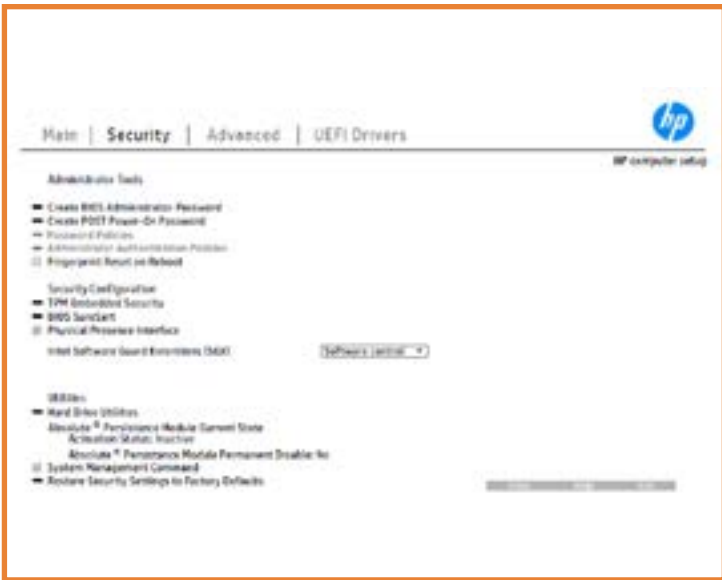 hp
Main | Security | Advanced | UEFI Drivers
HP computer setup
Administrator Tools
Create BIOS Administrator Password
Create POST Power-On Password
Password Policies
Administrator Authentication Policies
Fingerprint Reset on Reboot
Security Configuration
TPM Embedded Security
BIOS SureStart
Physical Presence Interface
Intel Software Guard Extensions (SGX) Software control
Utilities
Hard Drive Utilities
Absolute® Persistence Module Current State
Activation Status: Inactive
Absolute® Persistence Module Permanent Disable: No
System Management Command
Restore Security Settings to Factory Defaults